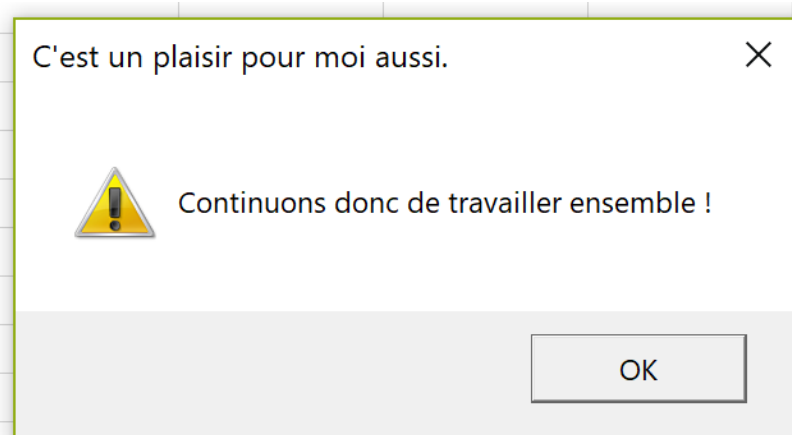 C'est un plaisir pour moi aussi.
Continuons donc de travailler ensemble !
OK